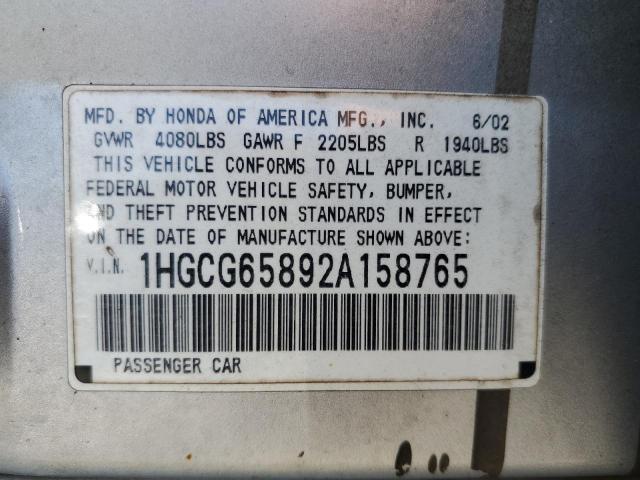 MFD. BY HONDA OF AMERICA MFG., INC. 6/02
GVWR 4080LBS GAWR F 2205LBS R 1940LBS
THIS VEHICLE CONFORMS TO ALL APPLICABLE
FEDERAL MOTOR VEHICLE SAFETY, BUMPER,
AND THEFT PREVENTION STANDARDS IN EFFECT
ON THE DATE OF MANUFACTURE SHOWN ABOVE:
V.I.N. 1HGCG65892A158765
PASSENGER CAR